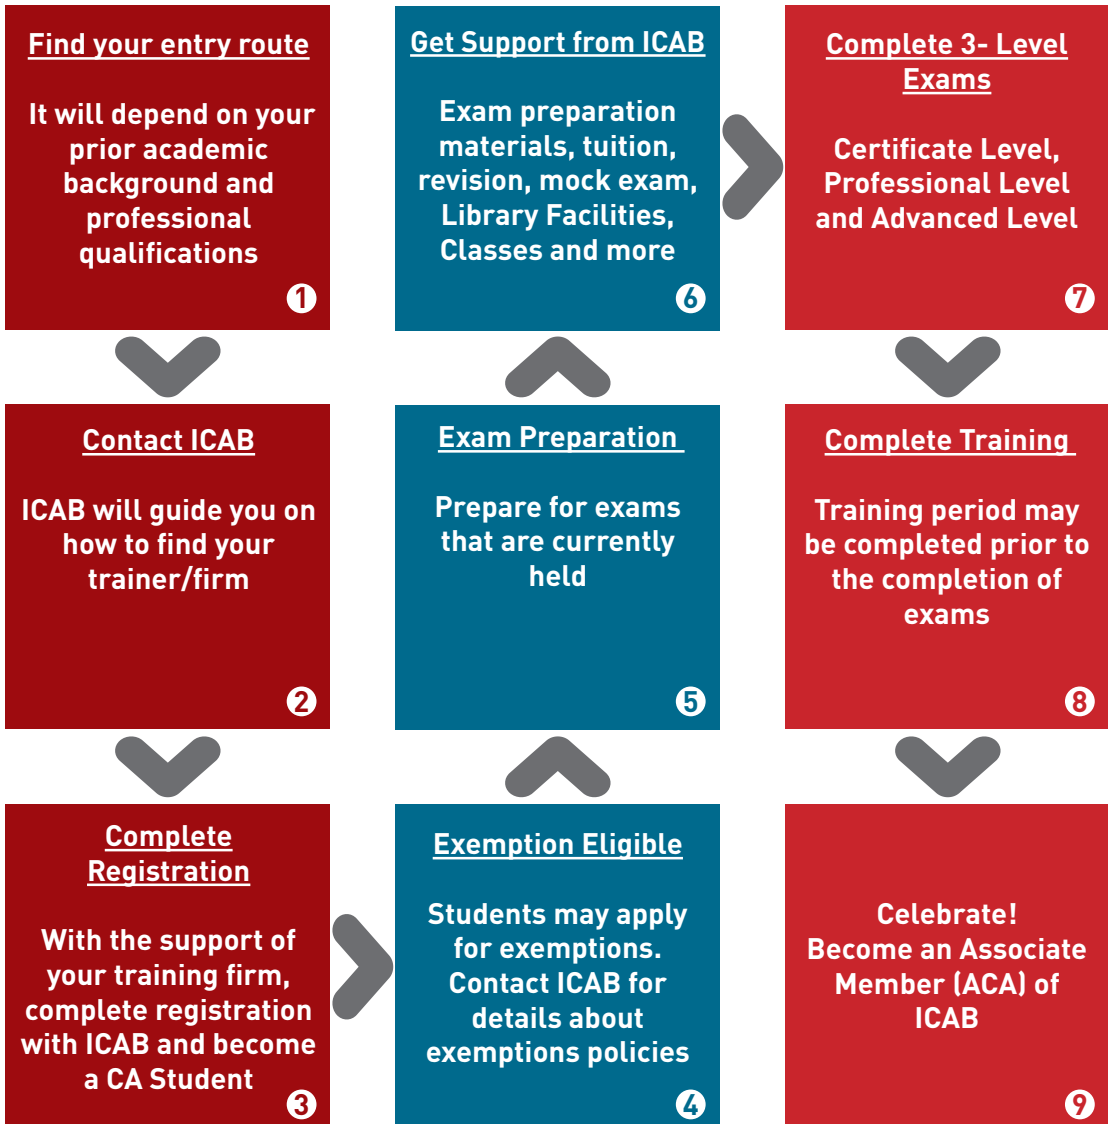 Find your entry route
It will depend on your
prior academic
background and
professional
qualifications
1
Contact ICAB
ICAB will guide you on
how to find your
trainer/firm
2
Complete
Registration
With the support of
your training firm,
complete registration
with ICAB and become
a CA Student
3
Exemption Eligible
Students may apply
for exemptions.
Contact ICAB for
details about
exemptions policies
4
Exam Preparation
Prepare for exams
that are currently
held
5
Get Support from ICAB
Exam preparation
materials, tuition,
revision, mock exam,
Library Facilities,
Classes and more
6
Complete 3- Level
Exams
Certificate Level,
Professional Level
and Advanced Level
7
Complete Training
Training period may
be completed prior to
the completion of
exams
8
Celebrate!
Become an Associate
Member (ACA) of
ICAB
9